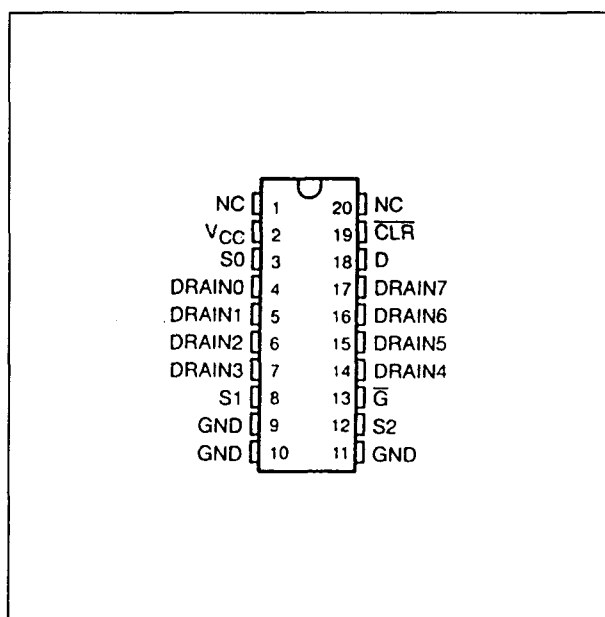 NC 1 20 NC
VCC 2 19 CLR
S0 3 18 D
DRAIN0 4 17 DRAIN7
DRAIN1 5 16 DRAIN6
DRAIN2 6 15 DRAIN5
DRAIN3 7 14 DRAIN4
S1 8 13 G
GND 9 12 S2
GND 10 11 GND